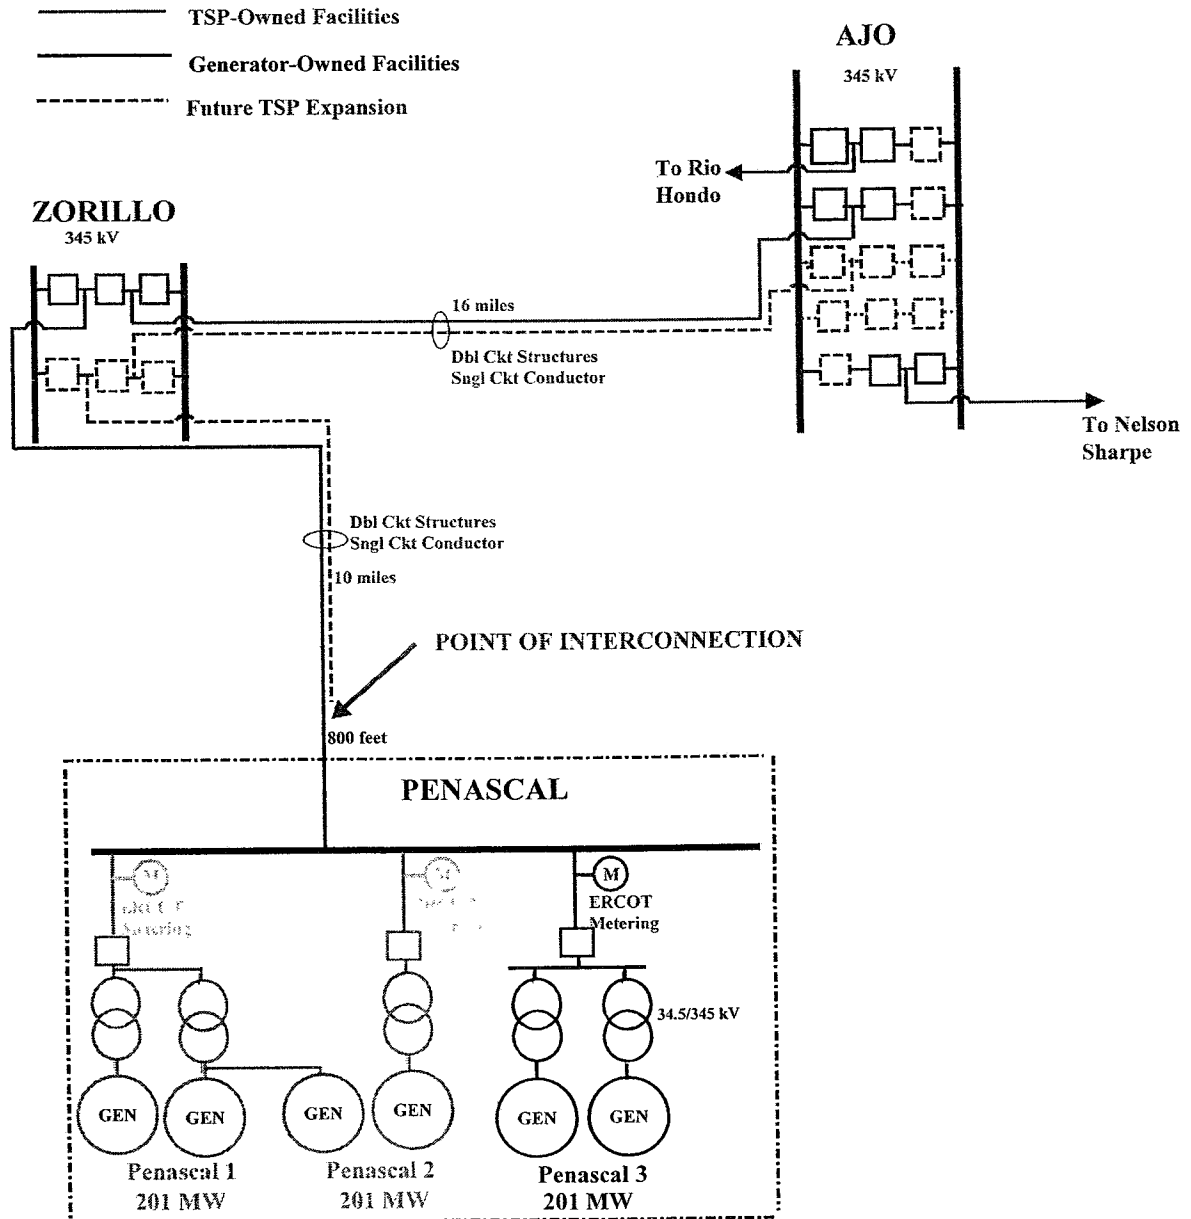 TSP-Owned Facilities
Generator-Owned Facilities
Future TSP Expansion
AJO
345 kV
To Rio
Hondo
ZORILLO
345 kV
16 miles
Dbl Ckt Structures
Sngl Ckt Conductor
To Nelson
Sharpe
Dbl Ckt Structures
Sngl Ckt Conductor
10 miles
POINT OF INTERCONNECTION
800 feet
PENASCAL
M
M
M
ERCOT
Metering
34.5/345 kV
GEN
GEN
GEN
GEN
GEN
GEN
Penascal 1
201 MW
Penascal 2
201 MW
Penascal 3
201 MW